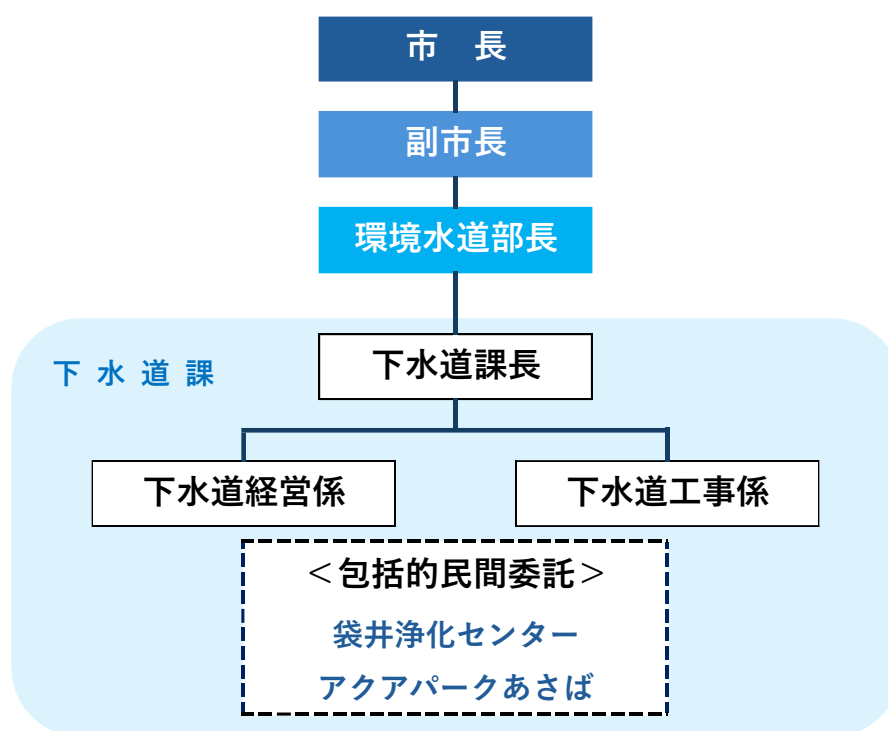 市　長
副市長
環境水道部長
下水道課
下水道課長
下水道経営係
下水道工事係
＜包括的民間委託＞
袋井浄化センター
アクアパークあさば